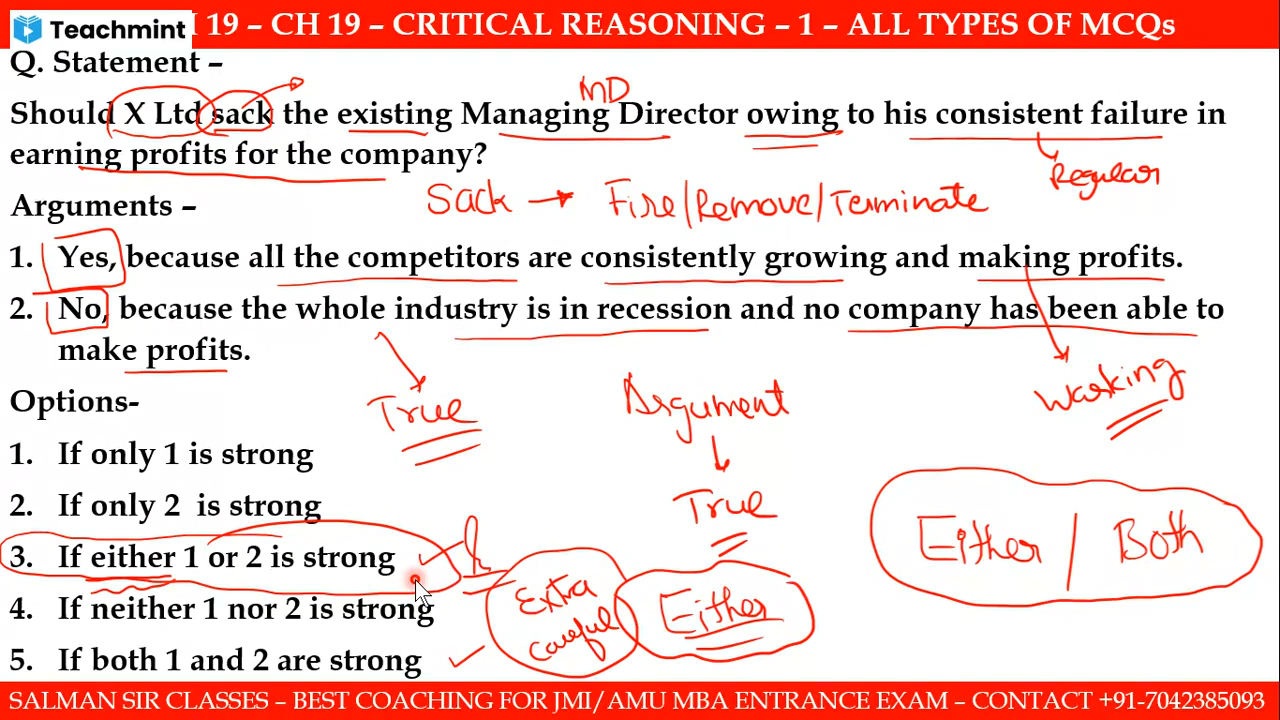 Teachmint
19 – CH 19 – CRITICAL REASONING – 1 – ALL TYPES OF MCQs
Q. Statement –
MD
Should X Ltd sack the existing Managing Director owing to his consistent failure in
earning profits for the company?
Regular
Sack → Fire/Remove/Terminate
Arguments –
1. Yes, because all the competitors are consistently growing and making profits.
2. No, because the whole industry is in recession and no company has been able to
make profits.
Options-
True
Argument
Working
1. If only 1 is strong
2. If only 2 is strong
True
3. If either 1 or 2 is strong
Either / Both
4. If neither 1 nor 2 is strong
Extra
careful
Either
5. If both 1 and 2 are strong
SALMAN SIR CLASSES – BEST COACHING FOR JMI/AMU MBA ENTRANCE EXAM – CONTACT +91-7042385093